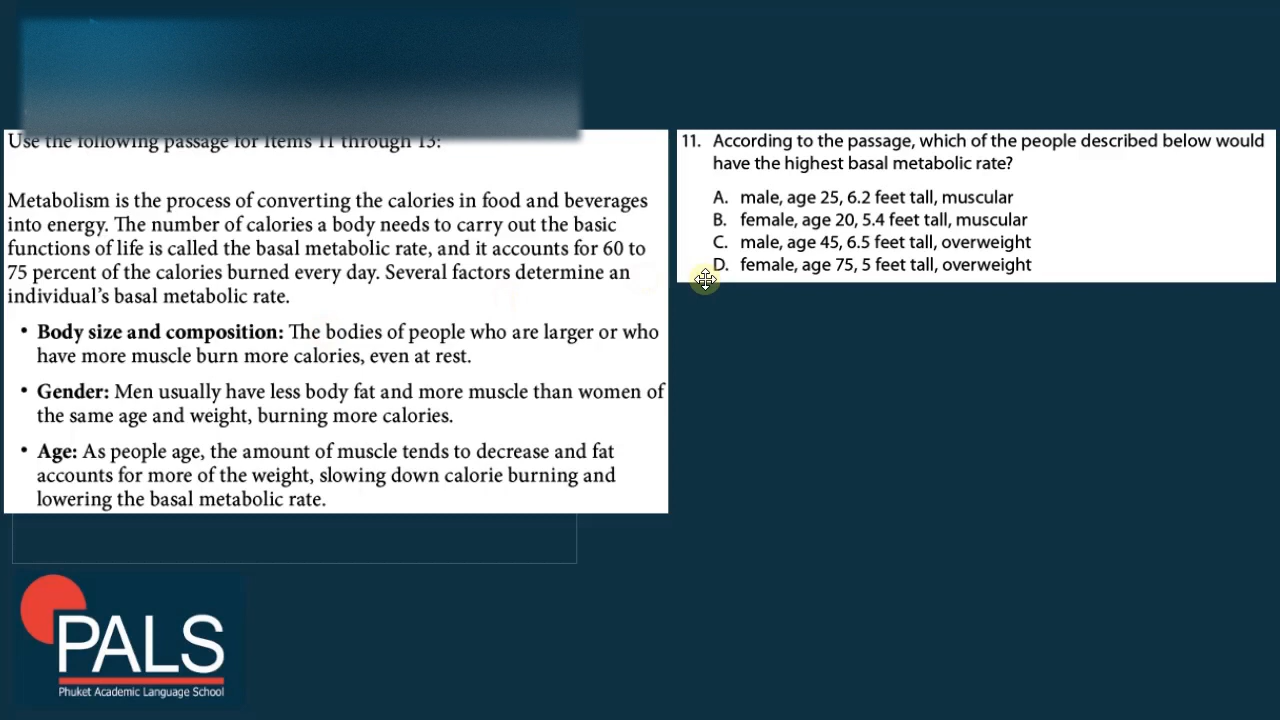 Use the following passage for Items 11 through 13:
Metabolism is the process of converting the calories in food and beverages
into energy. The number of calories a body needs to carry out the basic
functions of life is called the basal metabolic rate, and it accounts for 60 to
75 percent of the calories burned every day. Several factors determine an
individual's basal metabolic rate.
• Body size and composition: The bodies of people who are larger or who
have more muscle burn more calories, even at rest.
• Gender: Men usually have less body fat and more muscle than women of
the same age and weight, burning more calories.
• Age: As people age, the amount of muscle tends to decrease and fat
accounts for more of the weight, slowing down calorie burning and
lowering the basal metabolic rate.
11. According to the passage, which of the people described below would
have the highest basal metabolic rate?
A. male, age 25, 6.2 feet tall, muscular
B. female, age 20, 5.4 feet tall, muscular
C. male, age 45, 6.5 feet tall, overweight
D. female, age 75, 5 feet tall, overweight
PALS
Phuket Academic Language School